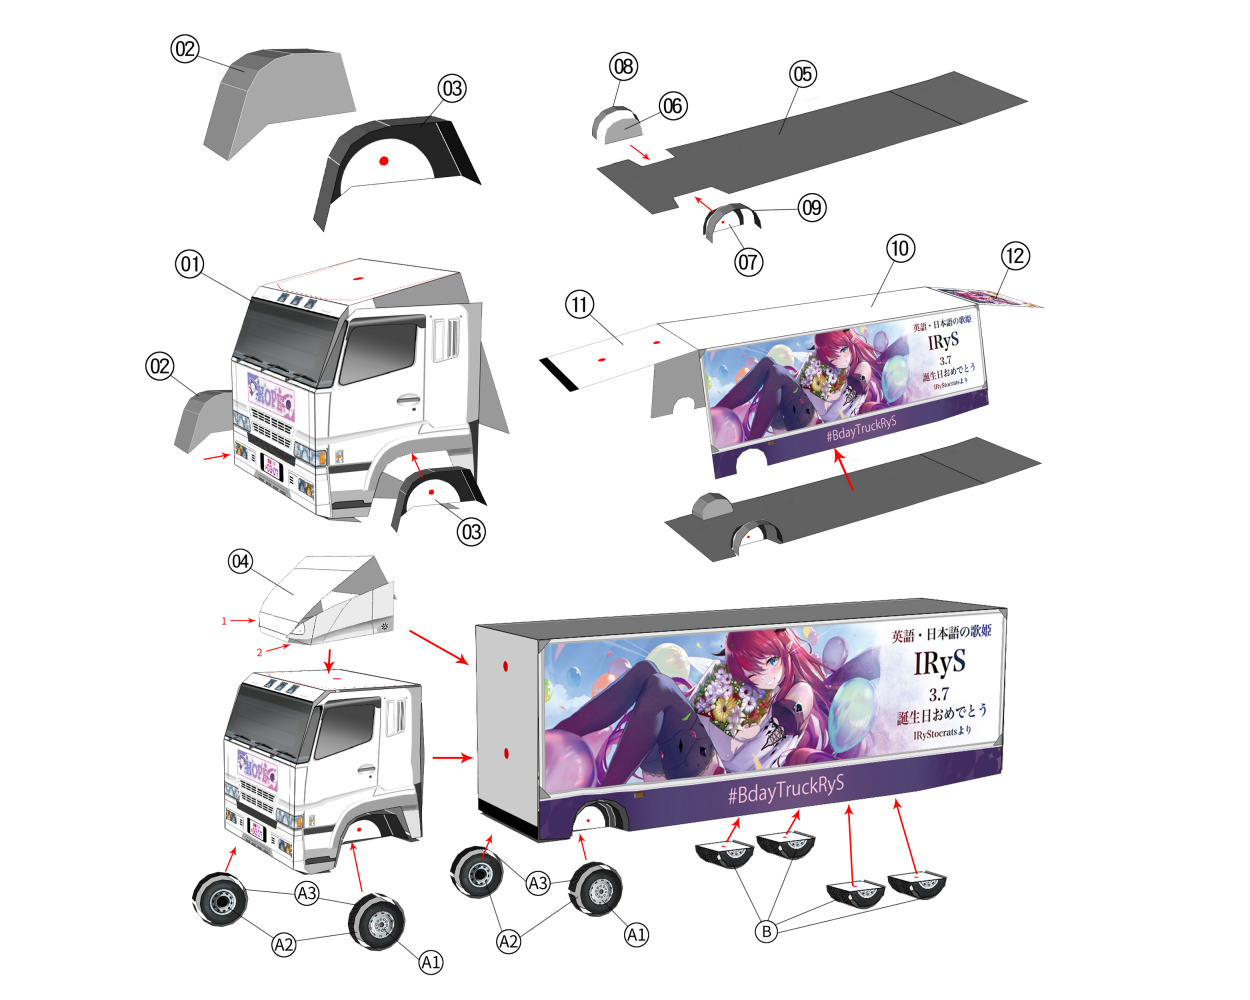 02
03
08
06
05
09
07
01
02
03
10
12
11
英語・日本語の歌姫
IRyS
3.7
誕生日おめでとう
IRyStocratsより
#BdayTruckRyS
HOPE
04
1
2
英語・日本語の歌姫
IRyS
3.7
誕生日おめでとう
IRyStocratsより
#BdayTruckRyS
HOPE
A3
A2
A1
A3
A2
A1
B